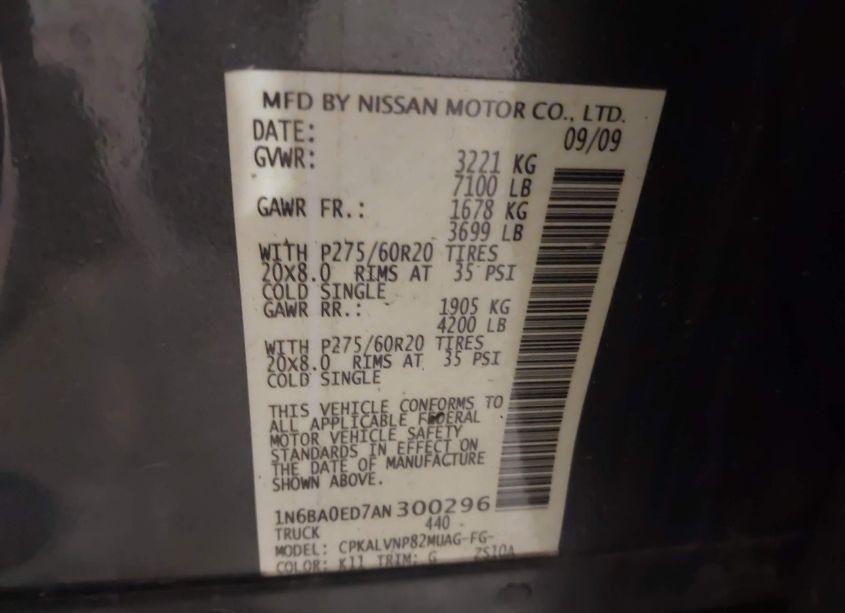 MFD BY NISSAN MOTOR CO., LTD.
DATE: 09/09
GVWR: 3221 KG
7100 LB
GAWR FR.: 1678 KG
3699 LB
WITH P275/60R20 TIRES
20X8.0 RIMS AT 35 PSI
COLD SINGLE
GAWR RR.: 1905 KG
4200 LB
WITH P275/60R20 TIRES
20X8.0 RIMS AT 35 PSI
COLD SINGLE
THIS VEHICLE CONFORMS TO
ALL APPLICABLE FEDERAL
MOTOR VEHICLE SAFETY
STANDARDS IN EFFECT ON
THE DATE OF MANUFACTURE
SHOWN ABOVE.
1N6BA0ED7AN300296
TRUCK 440
MODEL: CPKALVNP82MUAG-FG-
COLOR: K11 TRIM: G ZS10A